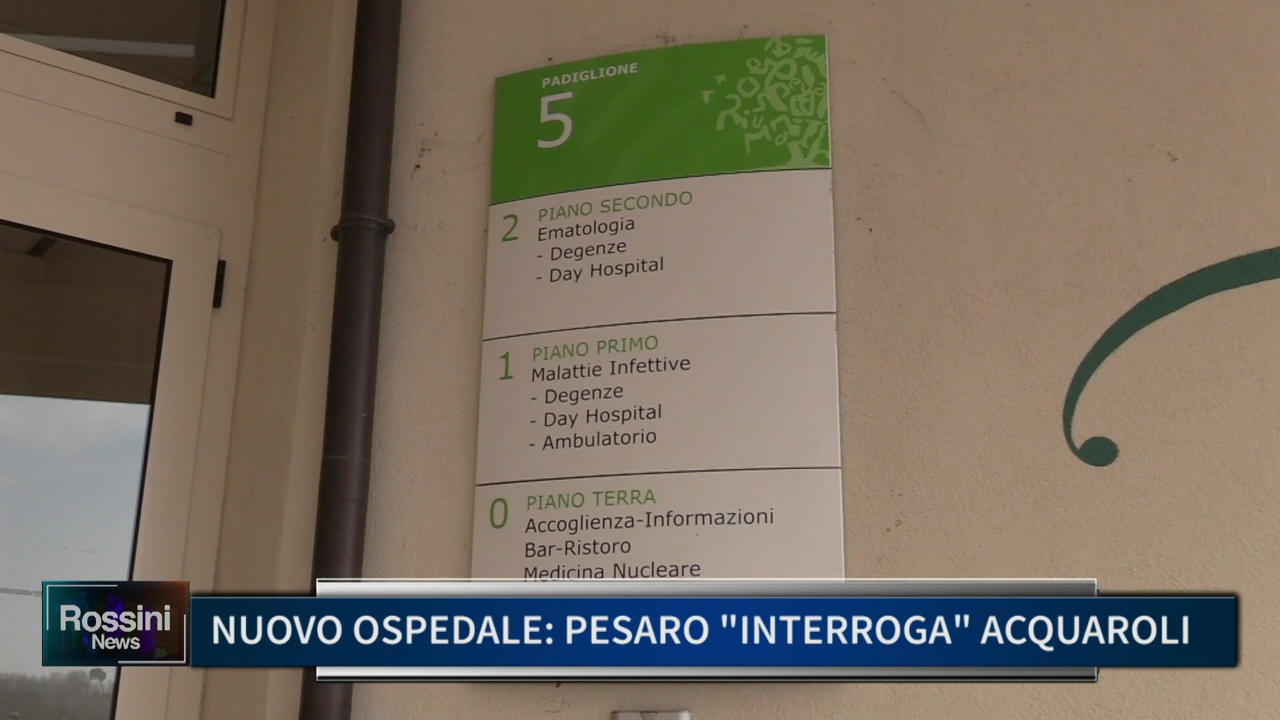 PADIGLIONE
5
2 PIANO SECONDO
Ematologia
- Degenze
- Day Hospital
1 PIANO PRIMO
Malattie Infettive
- Degenze
- Day Hospital
- Ambulatorio
0 PIANO TERRA
Accoglienza-Informazioni
Bar-Ristoro
Medicina Nucleare
Rossini
News
NUOVO OSPEDALE: PESARO "INTERROGA" ACQUAROLI